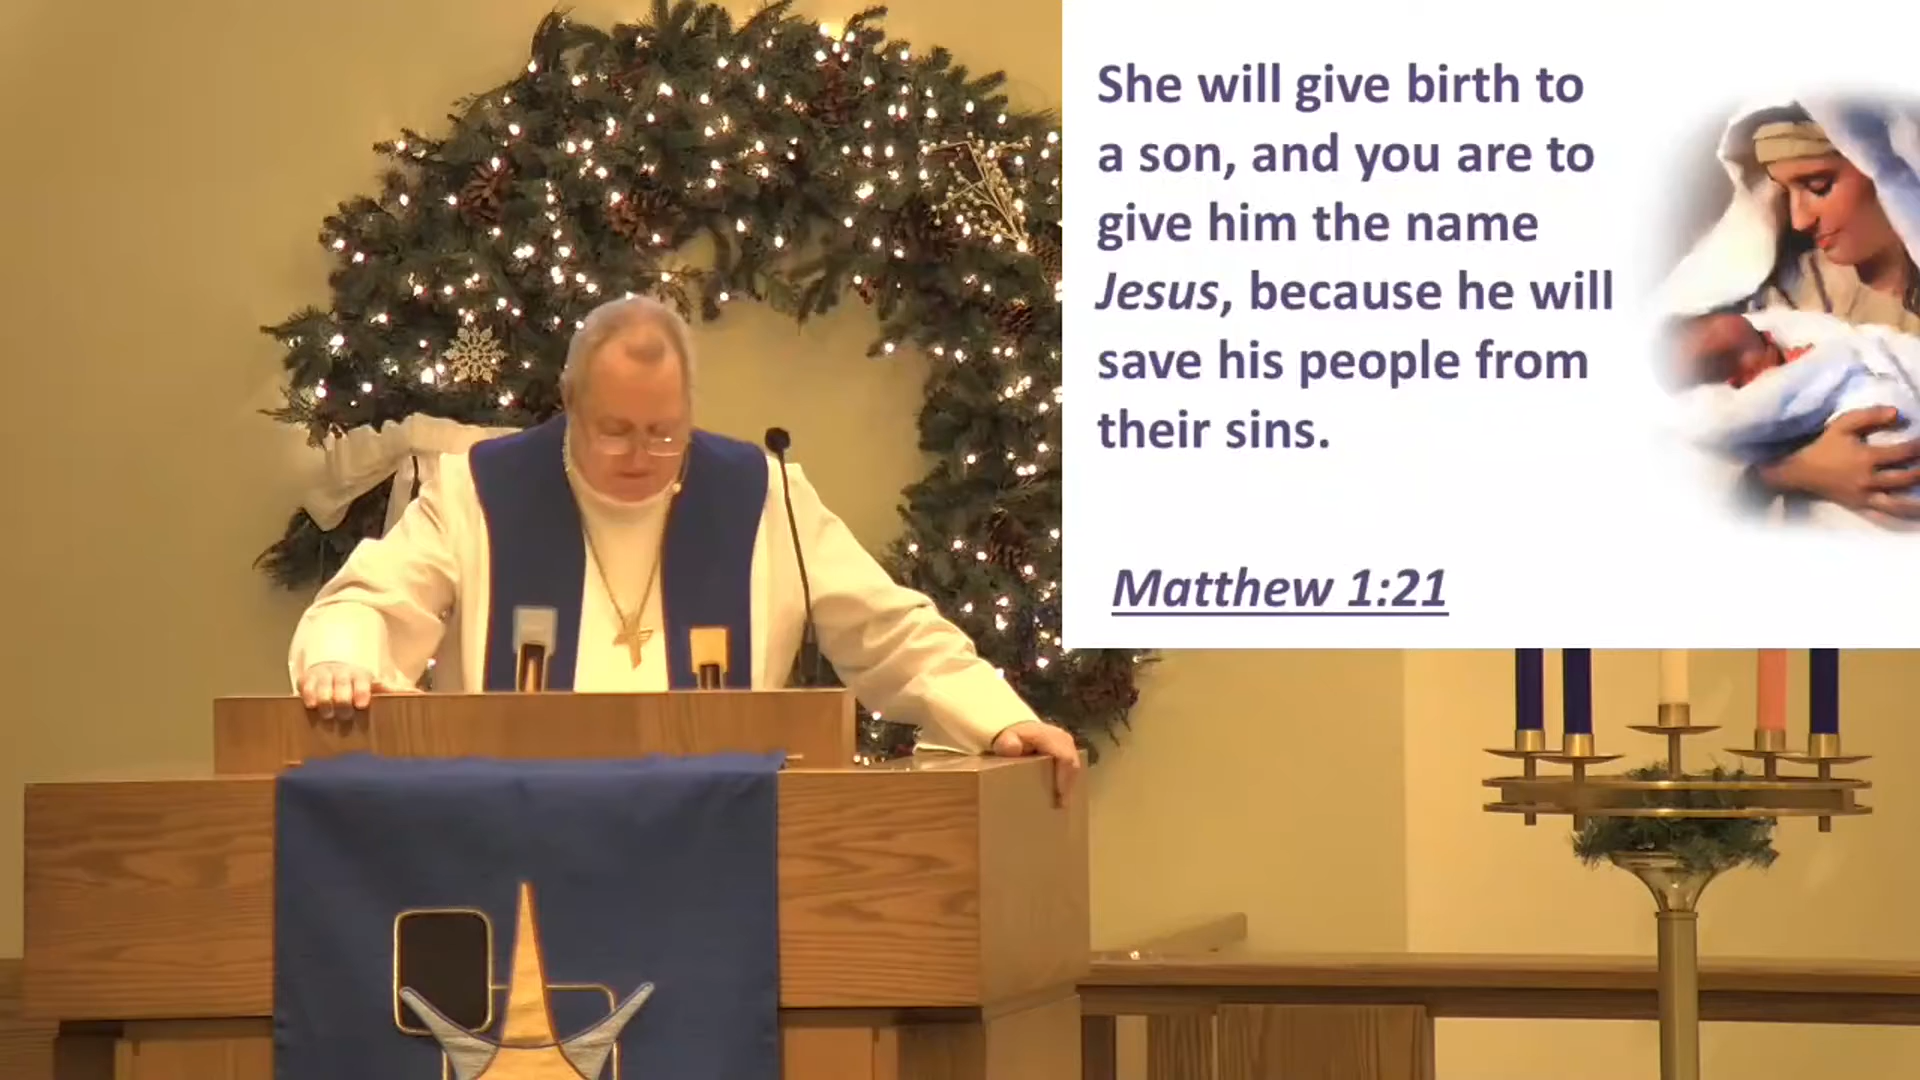 She will give birth to
a son, and you are to
give him the name
Jesus, because he will
save his people from
their sins.
Matthew 1:21